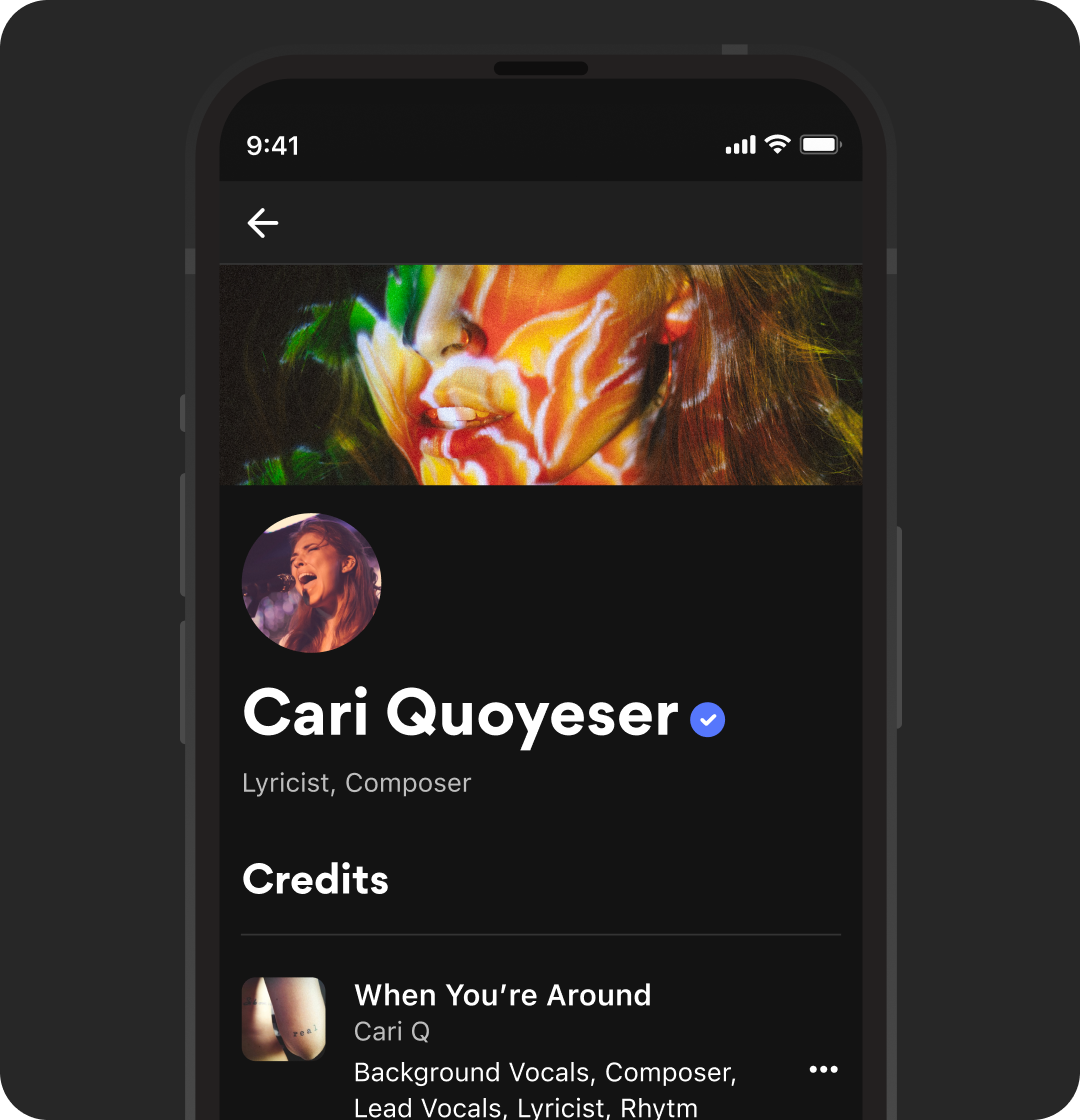 9:41
Cari Quoyeser
Lyricist, Composer
Credits
When You’re Around
Cari Q
Background Vocals, Composer,
Lead Vocals, Lyricist, Rhytm
real